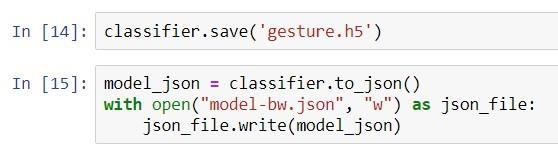 In [14]: classifier.save('gesture.h5')
In [15]: model_json = classifier.to_json()
with open("model-bw.json", "w") as json_file:
    json_file.write(model_json)